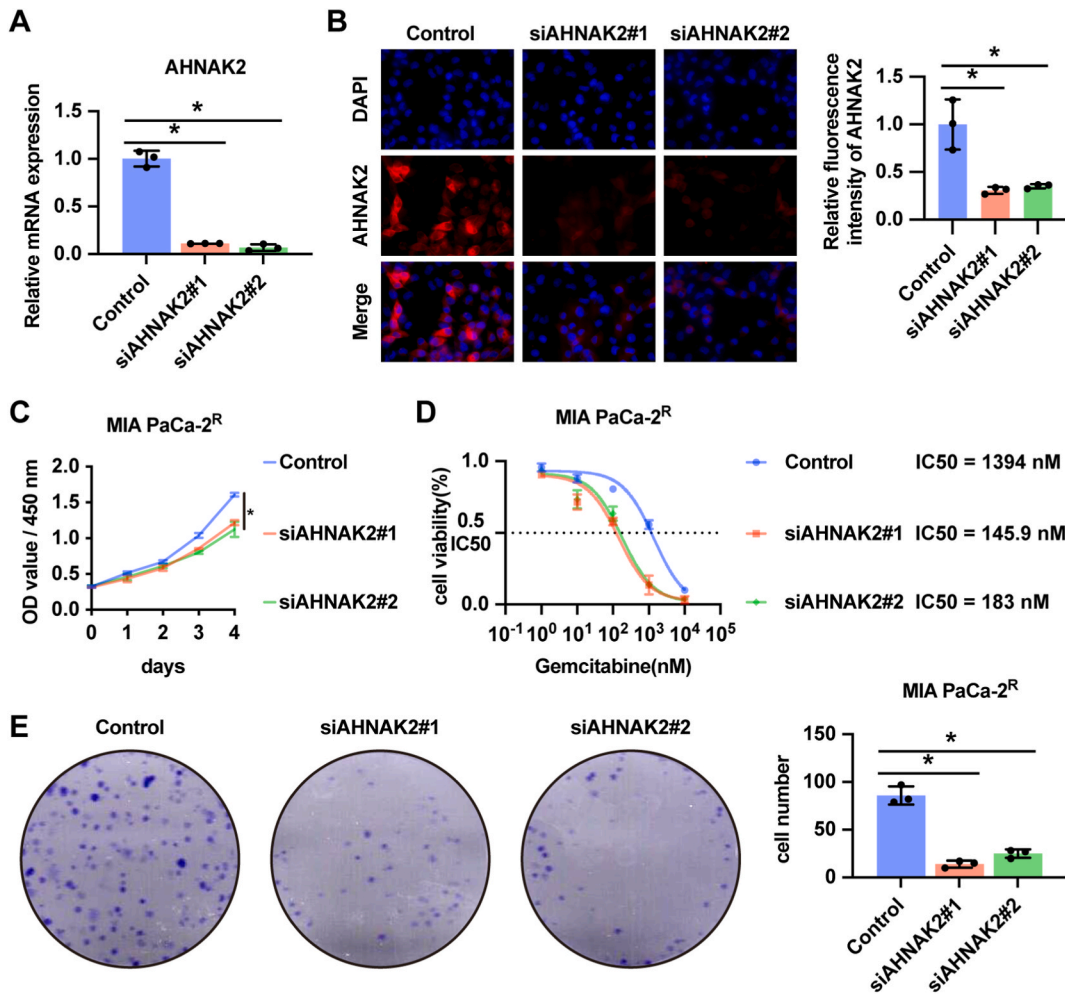 A
AHNAK2
Relative mRNA expression
1.5
1.0
0.5
0.0
*
*
Control
siAHNAK2#1
siAHNAK2#2
B
Control
siAHNAK2#1
siAHNAK2#2
DAPI
AHNAK2
Merge
Relative fluorescence
intensity of AHNAK2
1.5
1.0
0.5
0.0
*
*
Control
siAHNAK2#1
siAHNAK2#2
C
MIA PaCa-2R
OD value / 450 nm
2.0
1.5
1.0
0.5
0.0
0 1 2 3 4
days
*
Control
siAHNAK2#1
siAHNAK2#2
D
MIA PaCa-2R
cell viability(%)
1.0
0.5
IC50
0.0
10-1 100 101 102 103 104 105
Gemcitabine(nM)
Control IC50 = 1394 nM
siAHNAK2#1 IC50 = 145.9 nM
siAHNAK2#2 IC50 = 183 nM
E
Control
siAHNAK2#1
siAHNAK2#2
MIA PaCa-2R
cell number
150
100
50
0
*
*
Control
siAHNAK2#1
siAHNAK2#2